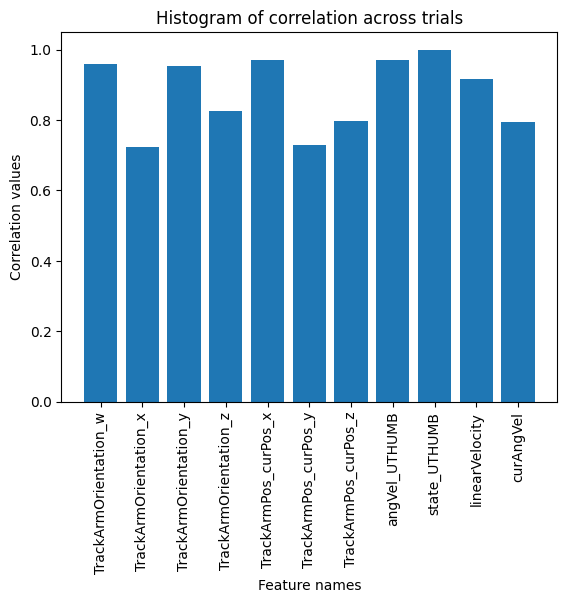 Histogram of correlation across trials
Correlation values
1.0
0.8
0.6
0.4
0.2
0.0
TrackArmOrientation_w
TrackArmOrientation_x
TrackArmOrientation_y
TrackArmOrientation_z
TrackArmPos_curPos_x
TrackArmPos_curPos_y
TrackArmPos_curPos_z
angVel_UTHUMB
state_UTHUMB
linearVelocity
curAngVel
Feature names